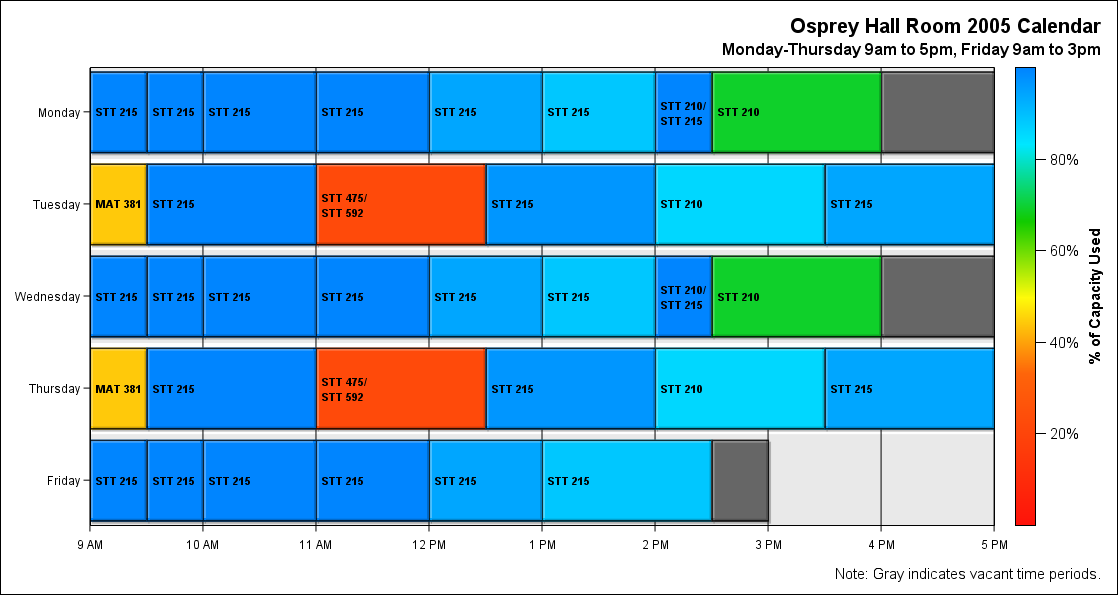 Osprey Hall Room 2005 Calendar
Monday-Thursday 9am to 5pm, Friday 9am to 3pm
Monday
STT 215
STT 215
STT 215
STT 215
STT 215
STT 215
STT 210/
STT 215
STT 210
Tuesday
MAT 381
STT 215
STT 475/
STT 592
STT 215
STT 210
STT 215
Wednesday
STT 215
STT 215
STT 215
STT 215
STT 215
STT 215
STT 210/
STT 215
STT 210
Thursday
MAT 381
STT 215
STT 475/
STT 592
STT 215
STT 210
STT 215
Friday
STT 215
STT 215
STT 215
STT 215
STT 215
STT 215
9 AM
10 AM
11 AM
12 PM
1 PM
2 PM
3 PM
4 PM
5 PM
80%
60%
40%
20%
% of Capacity Used
Note: Gray indicates vacant time periods.